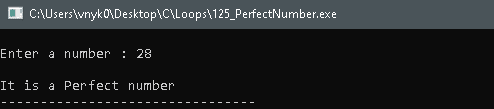 C:\Users\vnyk0\Desktop\C\Loops\125_PerfectNumber.exe
Enter a number : 28
It is a Perfect number
--------------------------------